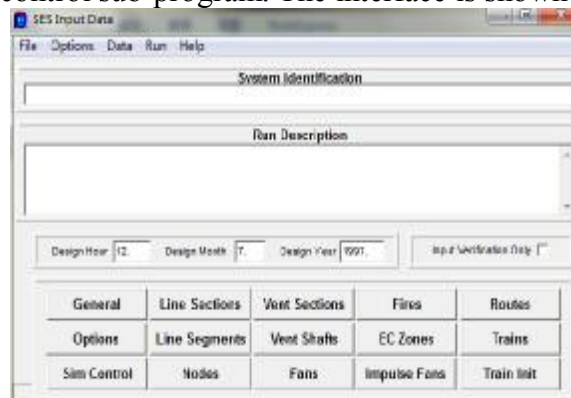 control sub-program. The interface is shown
SES Input Data
File Options Data Run Help
System Identification
Run Description
Design Hour 12. Design Month 7. Design Year 1997. Input Verification Only
General Line Sections Vent Sections Fires Routes
Options Line Segments Vent Shafts EC Zones Trains
Sim Control Nodes Fans Impulse Fans Train Init